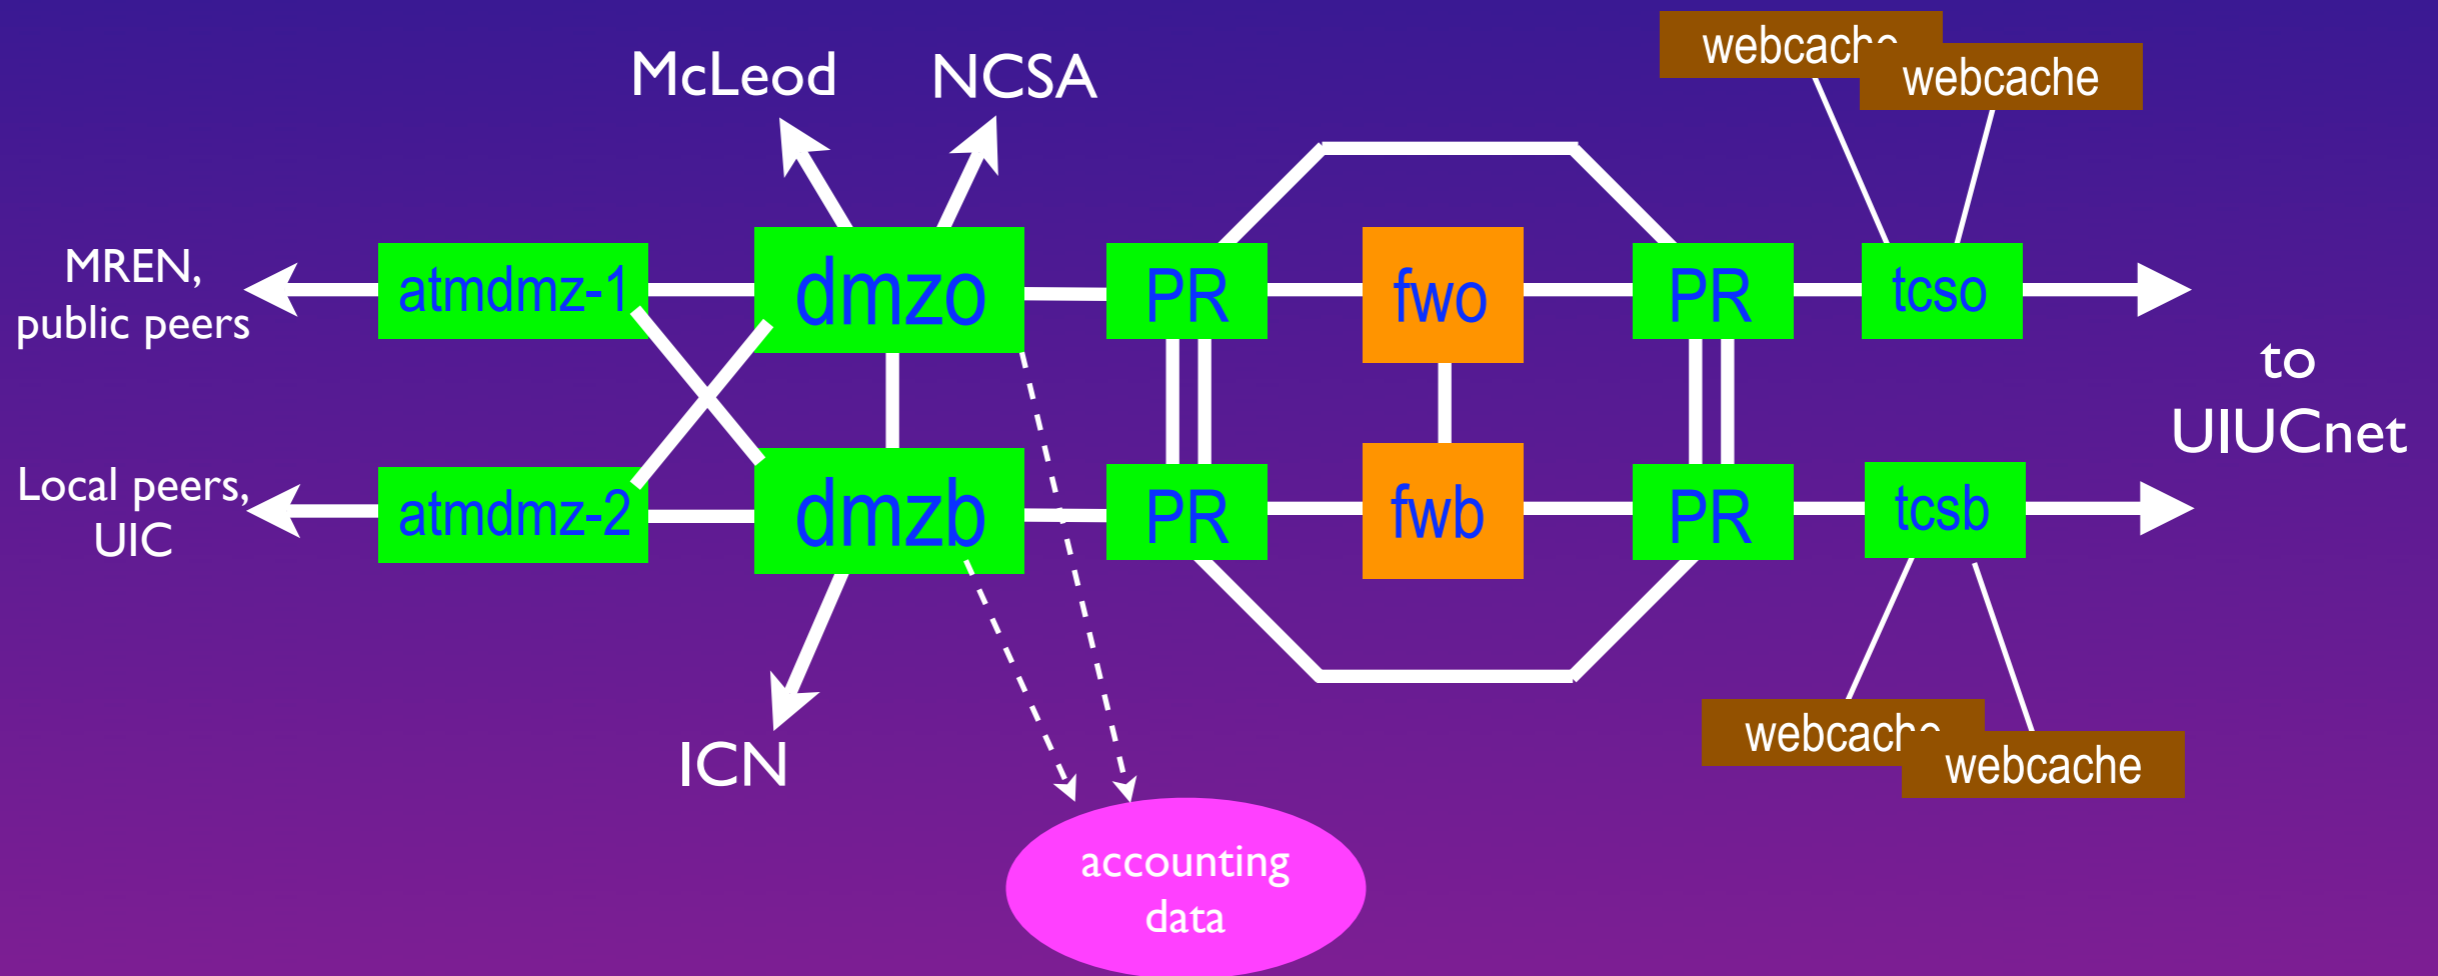 webcache
webcache
McLeod
NCSA
MREN,
public peers
atmdmz-1
dmzo
PR
fwo
PR
tcso
to
UIUCnet
Local peers,
UIC
atmdmz-2
dmzb
PR
fwb
PR
tcsb
ICN
webcache
webcache
accounting
data